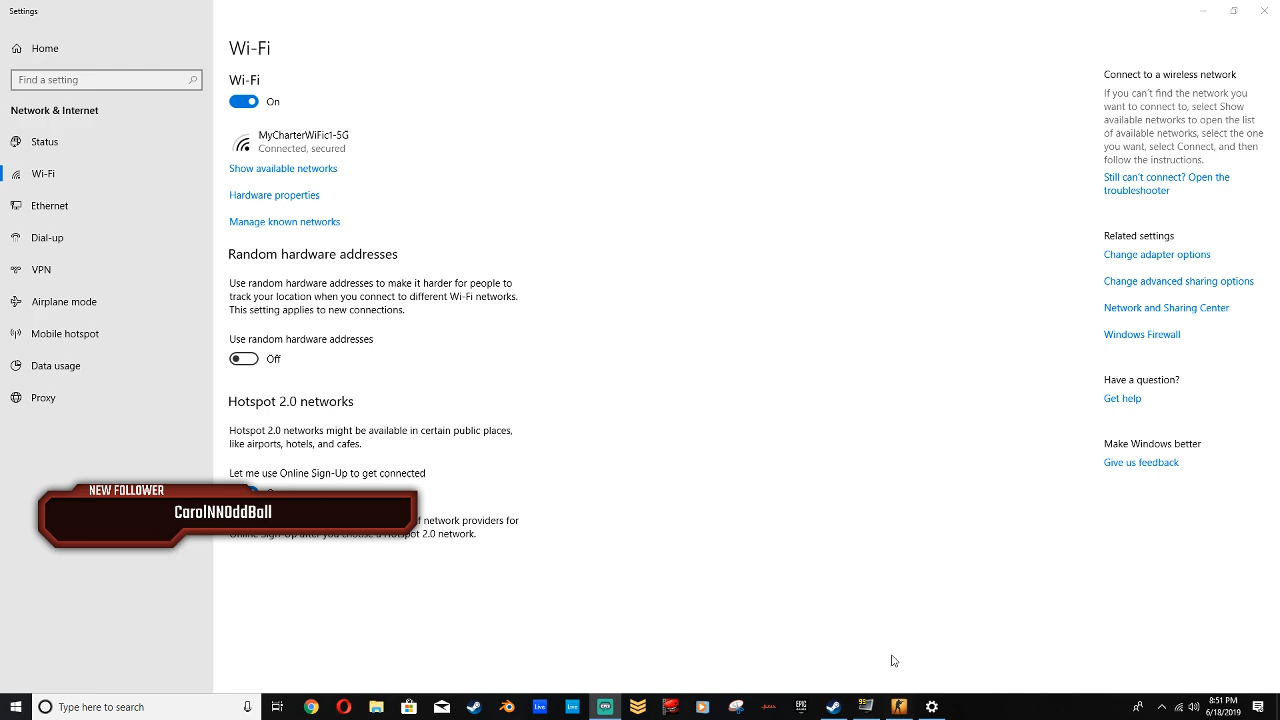 Settings
Home
Find a setting
Network & Internet
Status
Wi-Fi
Ethernet
Dial-up
VPN
Airplane mode
Mobile hotspot
Data usage
Proxy
Wi-Fi
Wi-Fi
On
MyCharterWiFic1-5G
Connected, secured
Show available networks
Hardware properties
Manage known networks
Random hardware addresses
Use random hardware addresses to make it harder for people to
track your location when you connect to different Wi-Fi networks.
This setting applies to new connections.
Use random hardware addresses
Off
Hotspot 2.0 networks
Hotspot 2.0 networks might be available in certain public places,
like airports, hotels, and cafes.
Let me use Online Sign-Up to get connected
NEW FOLLOWER
CarolNNOddBall
of network providers for
Online Sign-Up after you choose a Hotspot 2.0 network.
Connect to a wireless network
If you can't find the network you
want to connect to, select Show
available networks to open the list
of available networks, select the one
you want, select Connect, and then
follow the instructions.
Still can't connect? Open the
troubleshooter
Related settings
Change adapter options
Change advanced sharing options
Network and Sharing Center
Windows Firewall
Have a question?
Get help
Make Windows better
Give us feedback
Type here to search
Live
Live
EPIC
GAMES
8:51 PM
6/18/2019